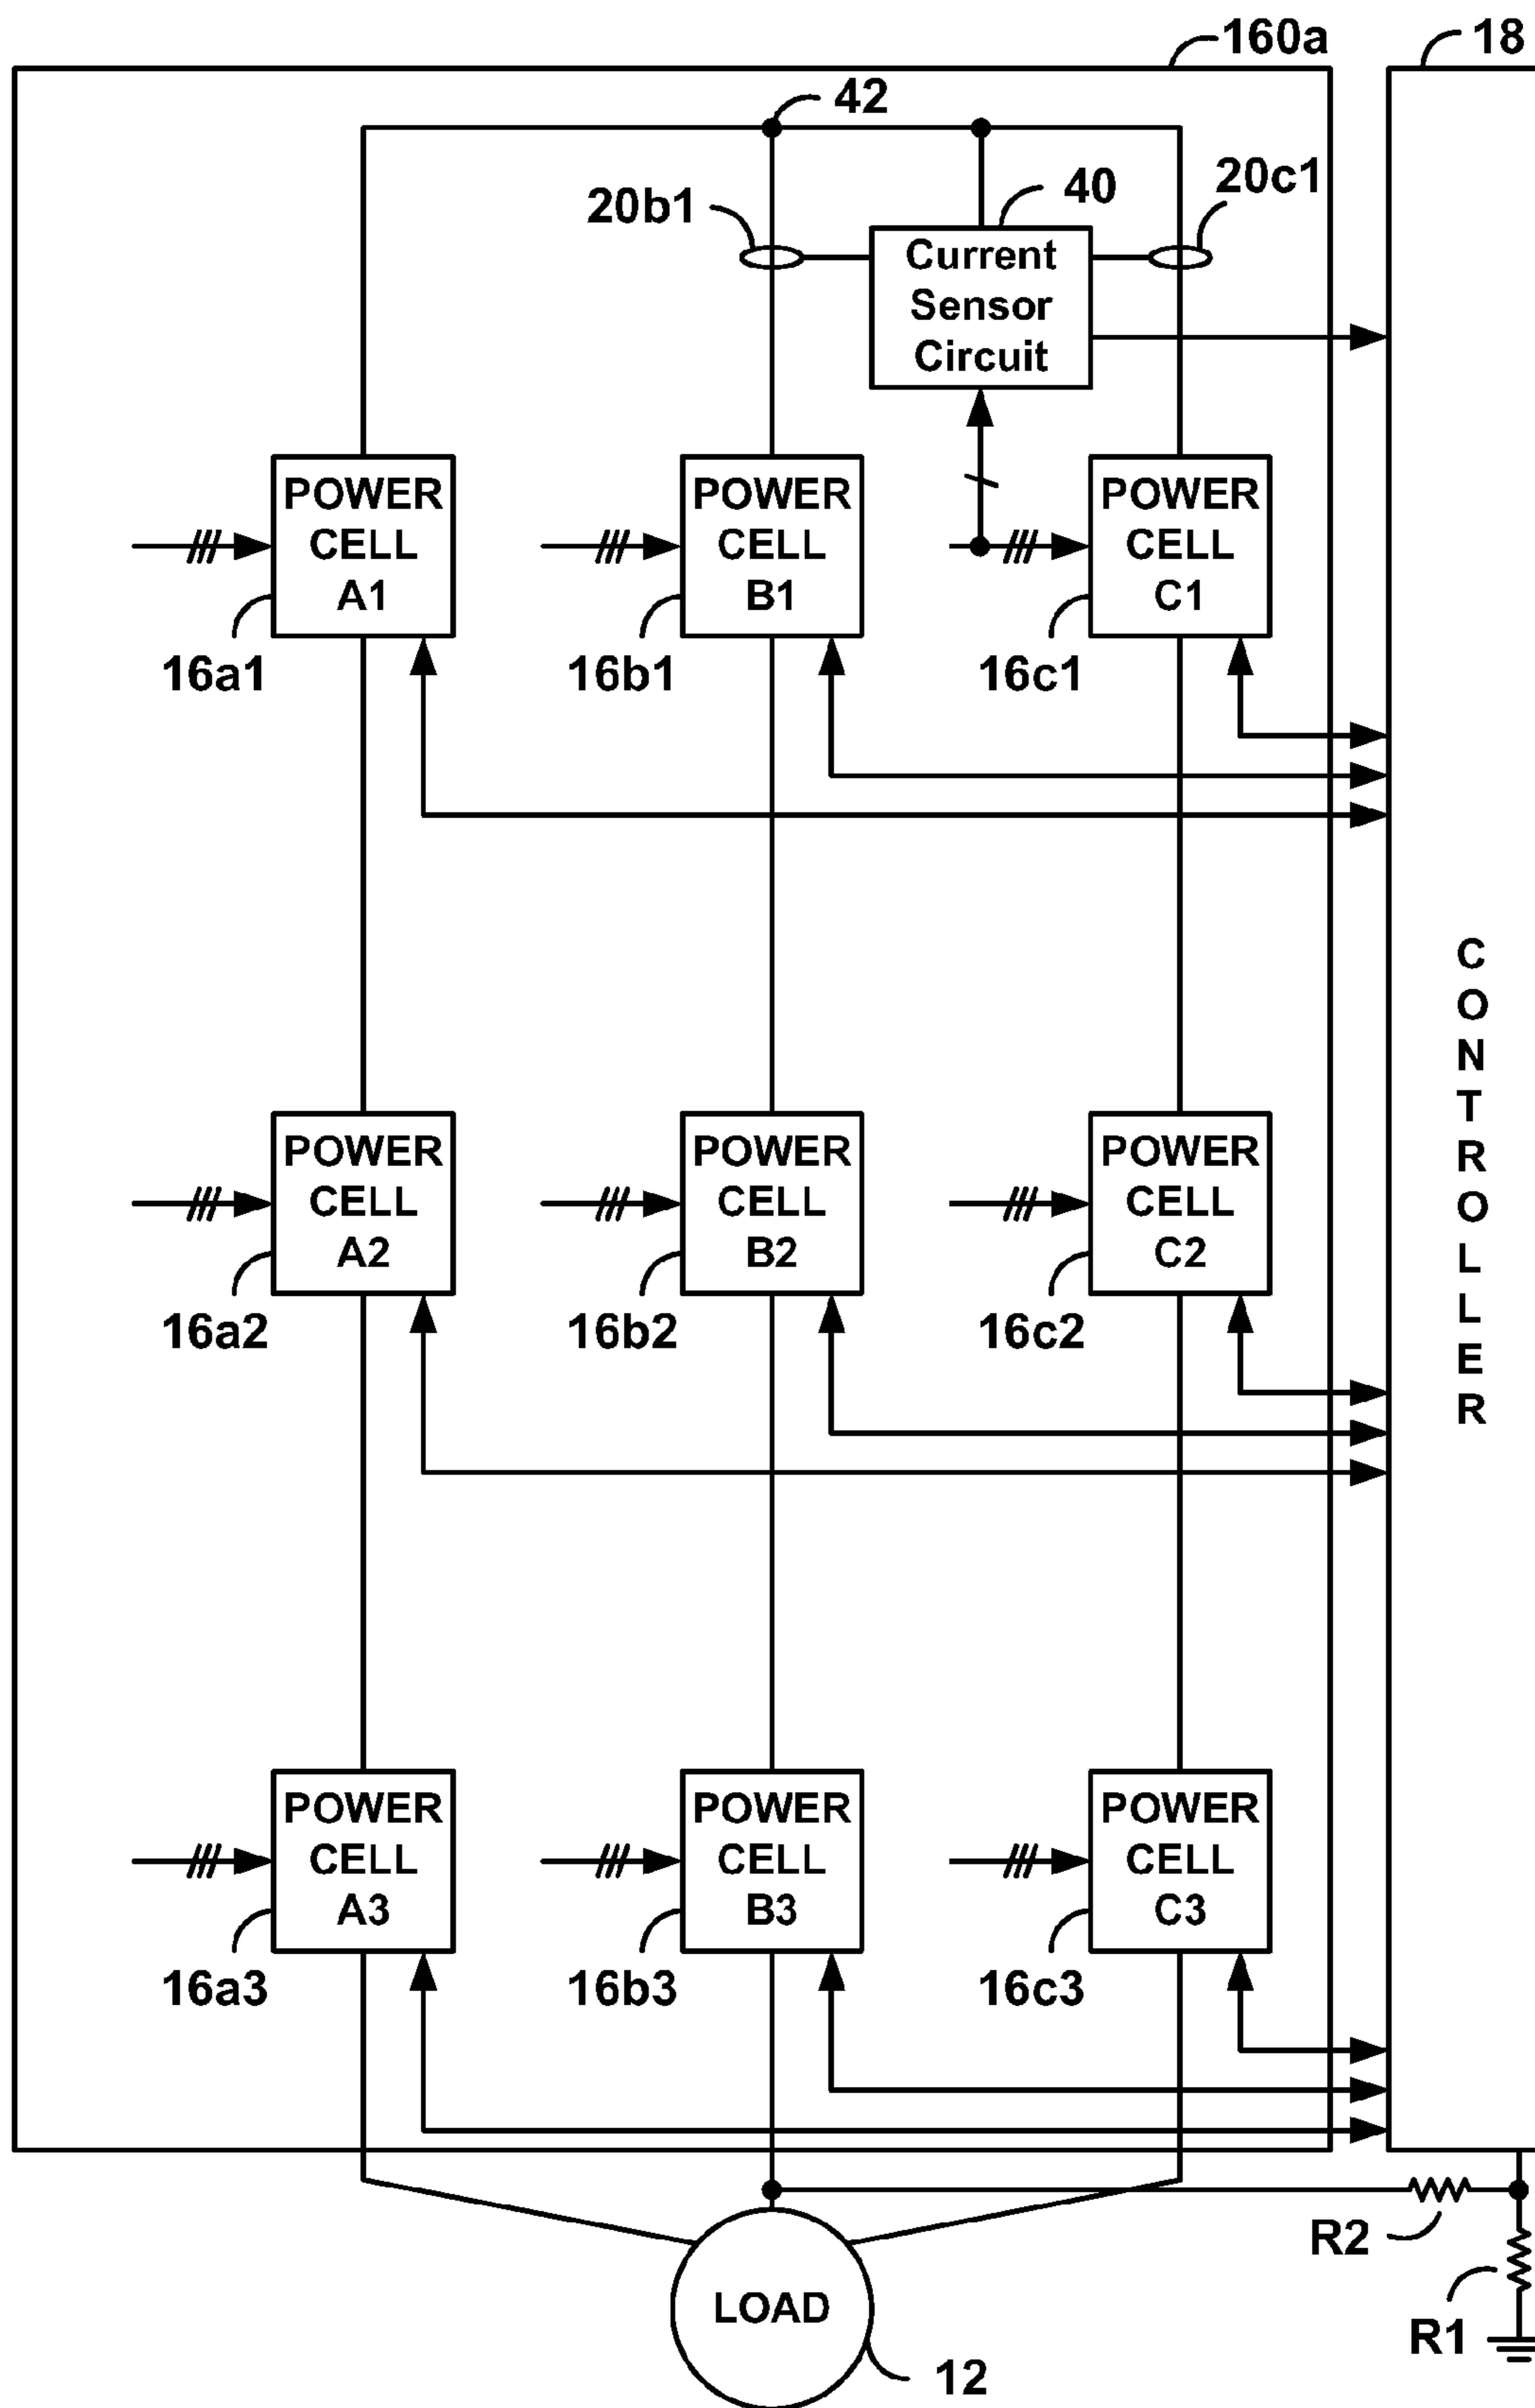 160a
18
42
20b1
40
20c1
Current
Sensor
Circuit
POWER
CELL
A1
POWER
CELL
B1
POWER
CELL
C1
16a1
16b1
16c1
CONTROLLER
POWER
CELL
A2
POWER
CELL
B2
POWER
CELL
C2
16a2
16b2
16c2
POWER
CELL
A3
POWER
CELL
B3
POWER
CELL
C3
16a3
16b3
16c3
R2
LOAD
R1
12